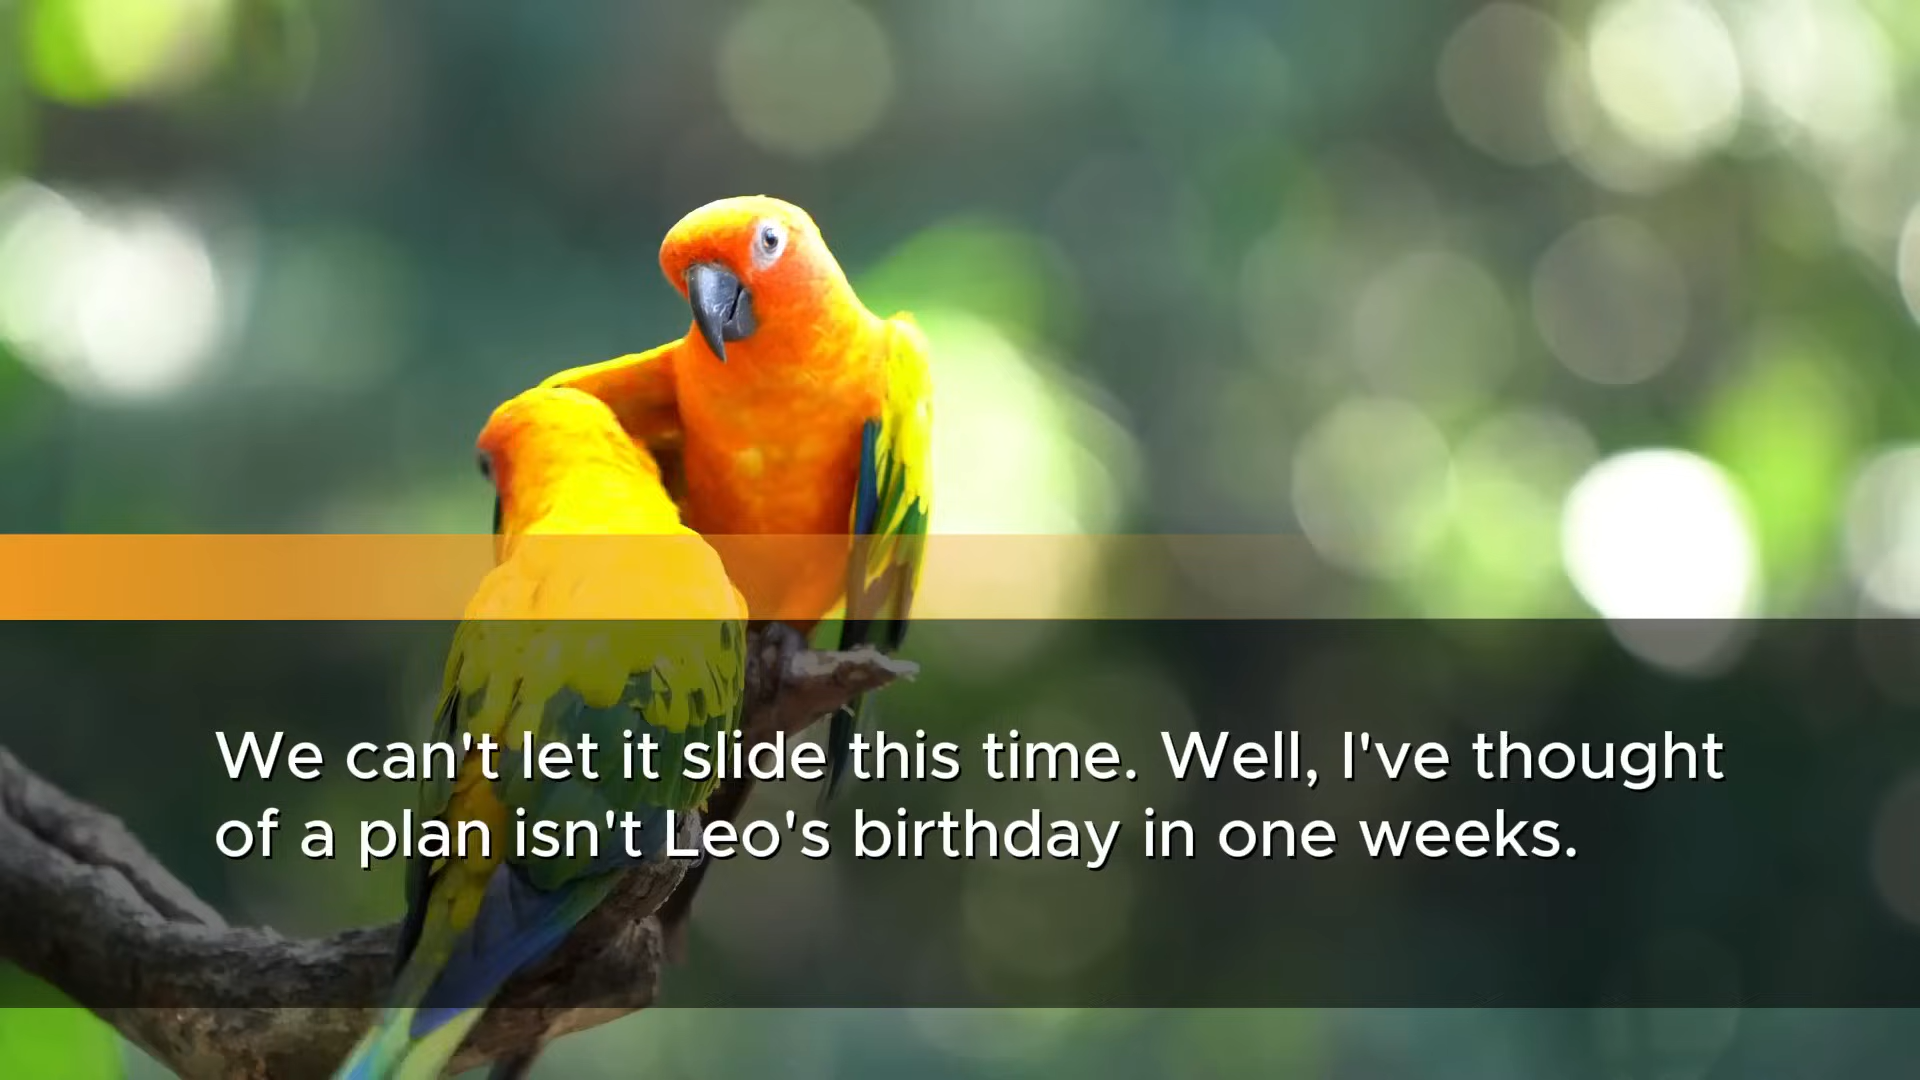 We can't let it slide this time. Well, I've thought
of a plan isn't Leo's birthday in one weeks.